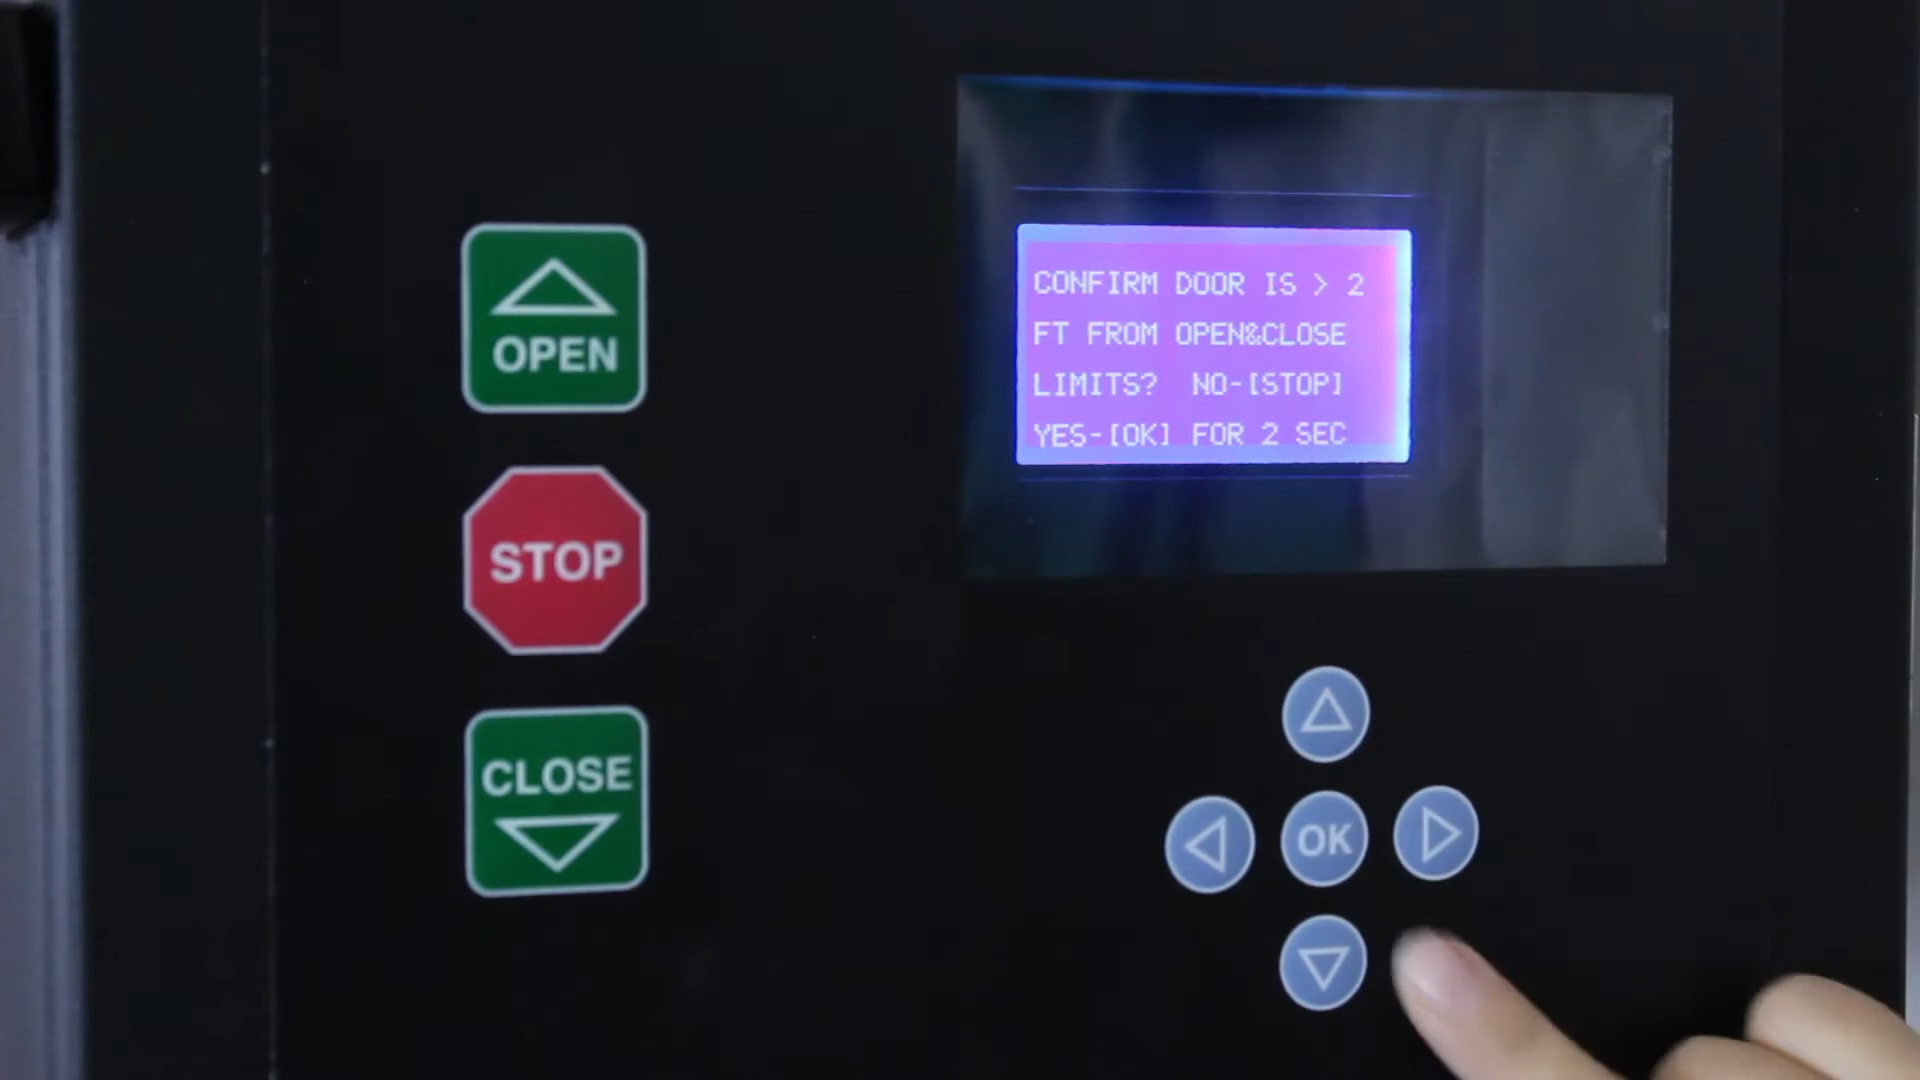 OPEN
STOP
CLOSE
CONFIRM DOOR IS > 2
FT FROM OPEN&CLOSE
LIMITS? NO-[STOP]
YES-[OK] FOR 2 SEC
OK